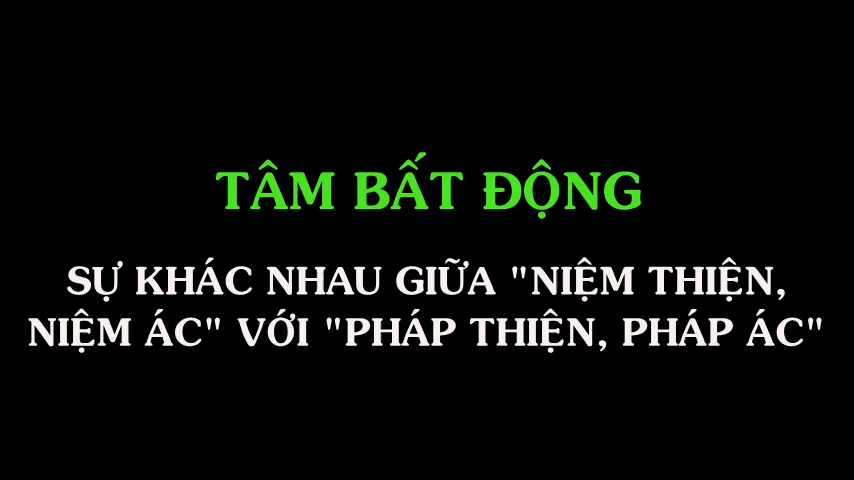 TÂM BẤT ĐỘNG
SỰ KHÁC NHAU GIỮA "NIỆM THIỆN,
NIỆM ÁC" VỚI "PHÁP THIỆN, PHÁP ÁC"